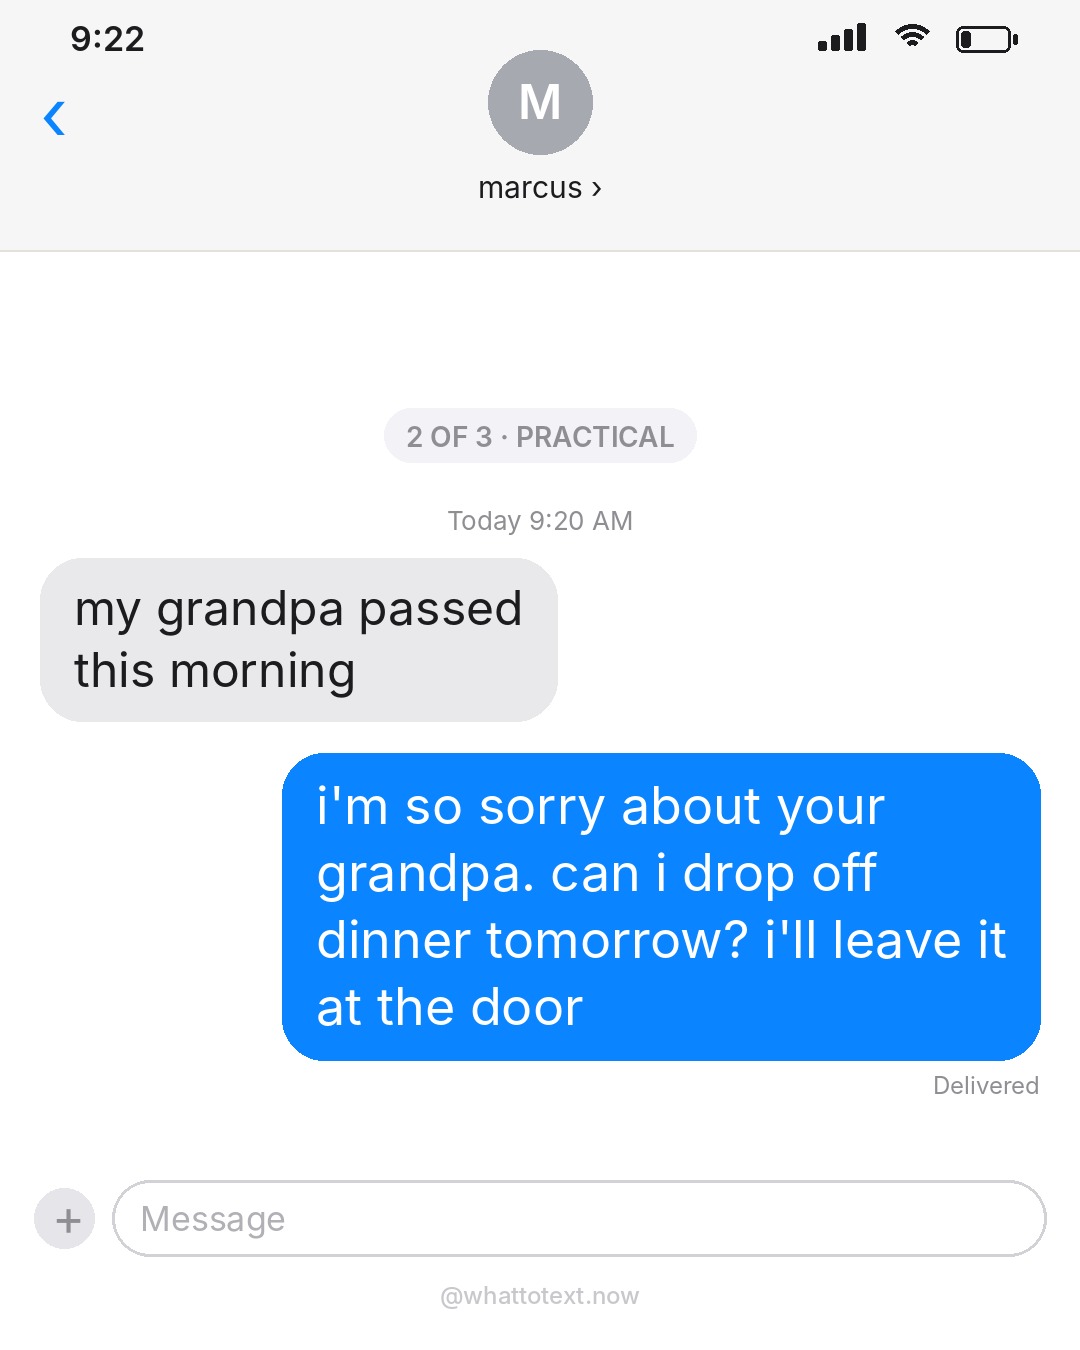 9:22
M
marcus ›
2 OF 3 · PRACTICAL
Today 9:20 AM
my grandpa passed
this morning
i'm so sorry about your
grandpa. can i drop off
dinner tomorrow? i'll leave it
at the door
Delivered
Message
@whattotext.now